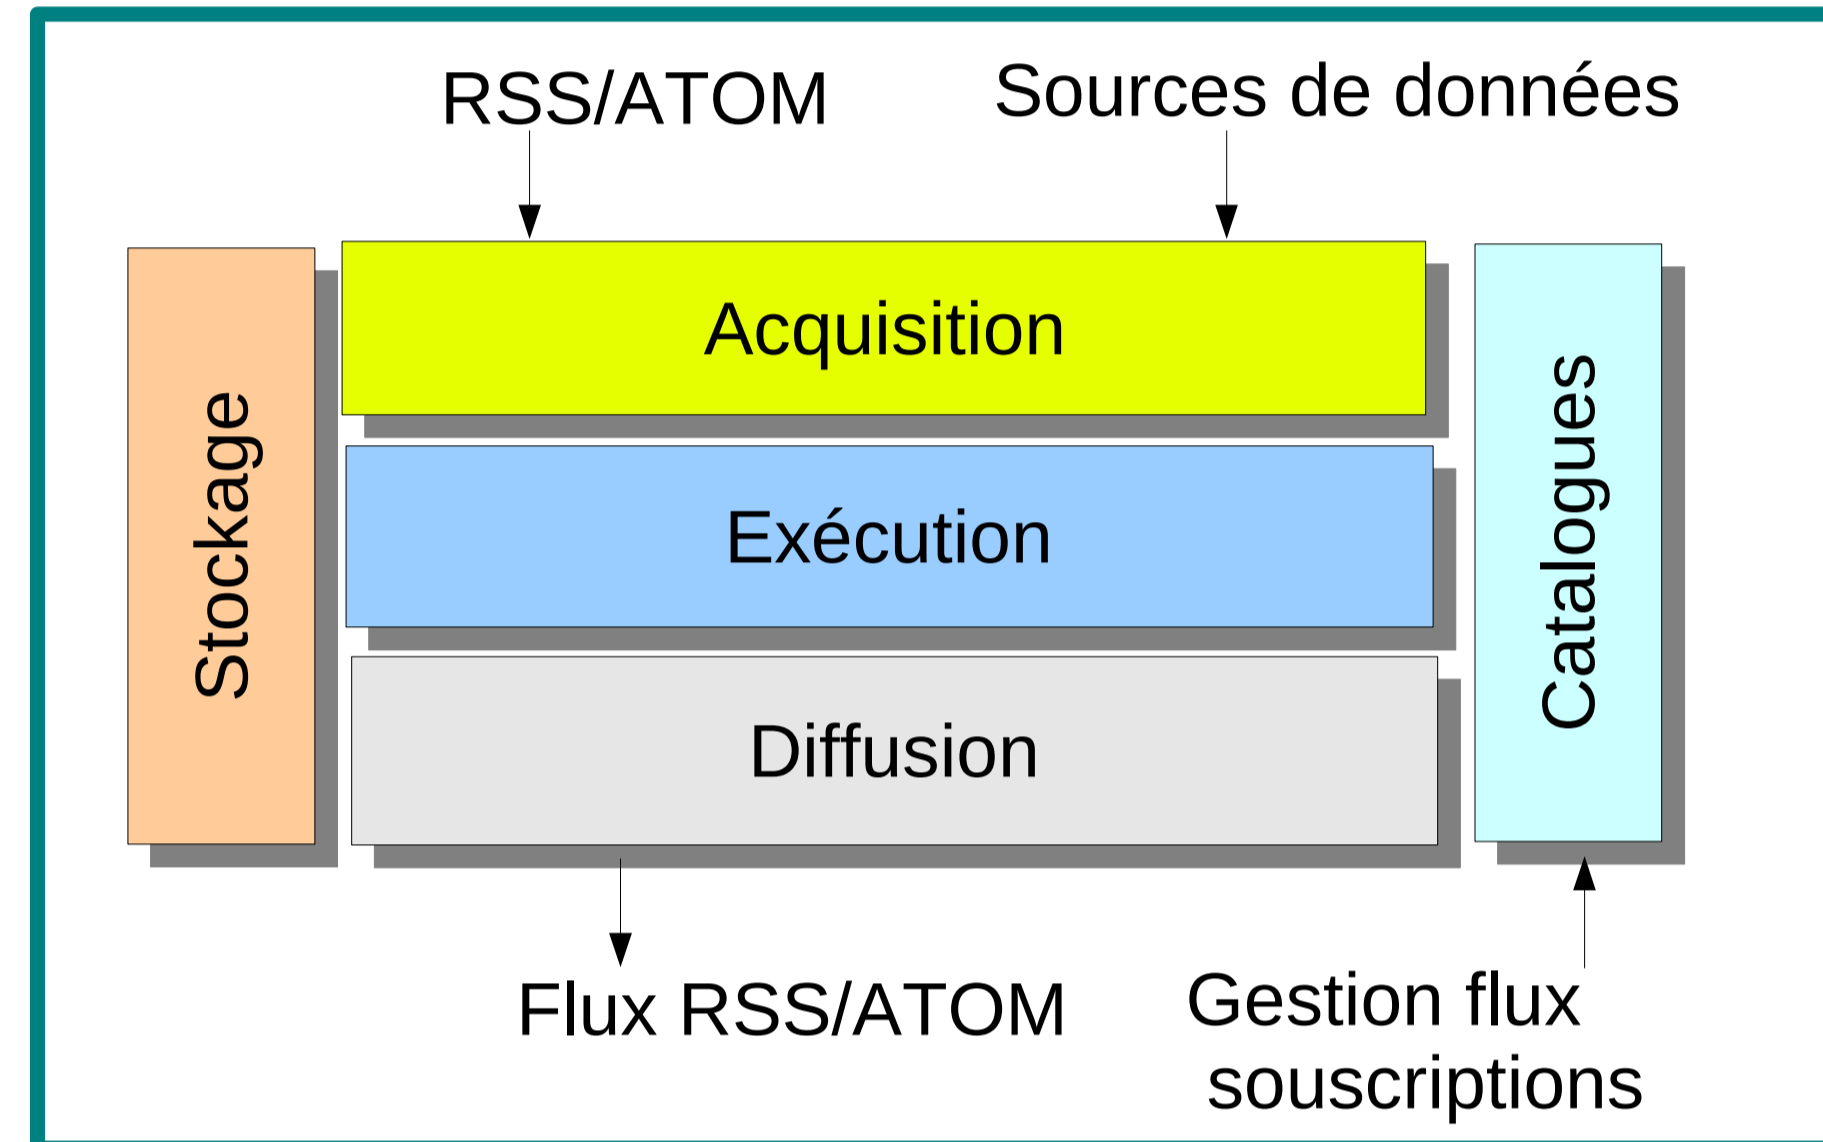 RSS/ATOM
Sources de données
Stockage
Acquisition
Exécution
Diffusion
Catalogues
Flux RSS/ATOM
Gestion flux
souscriptions